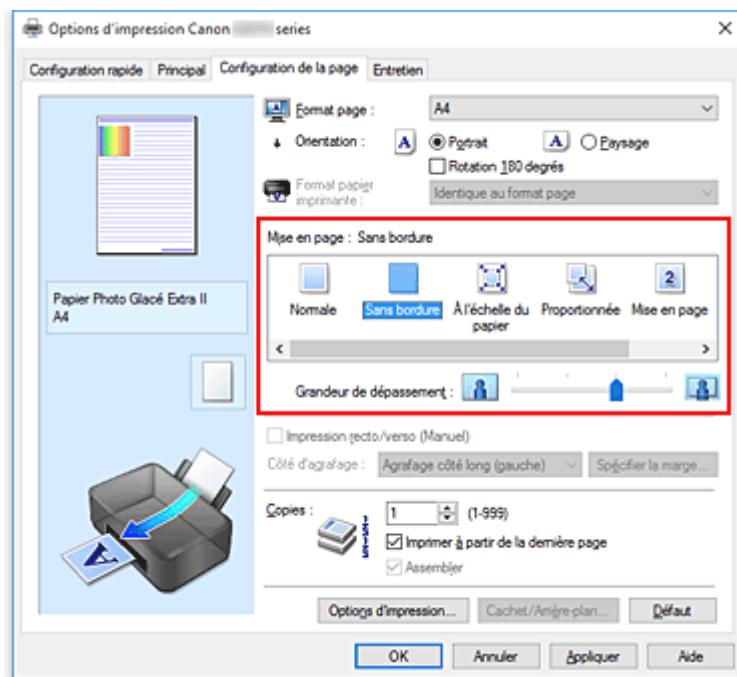 Options d'impression Canon series
Configuration rapide Principal Configuration de la page Entretien
Format page : A4
Orientation : A Portrait A Paysage
Rotation 180 degrés
Format papier imprimante : Identique au format page
Papier Photo Glacé Extra II
A4
Mise en page : Sans bordure
2
Normale Sans bordure À l'échelle du papier Proportionnée Mise en page
Grandeur de dépassement :
Impression recto/verso (Manuel)
Côté d'agrafage : Agrafage côté long (gauche) Spécifier la marge...
Copies : 1 (1-999)
Imprimer à partir de la dernière page
Assembler
A
Options d'impression... Cachet/Arrière-plan... Défaut
OK Annuler Appliquer Aide